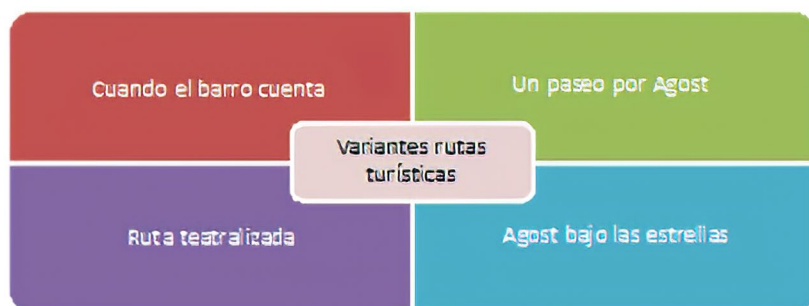 Cuando el barro cuenta
Un paseo por Agost
Variantes rutas
turísticas
Ruta teatralizada
Agost bajo las estrellas